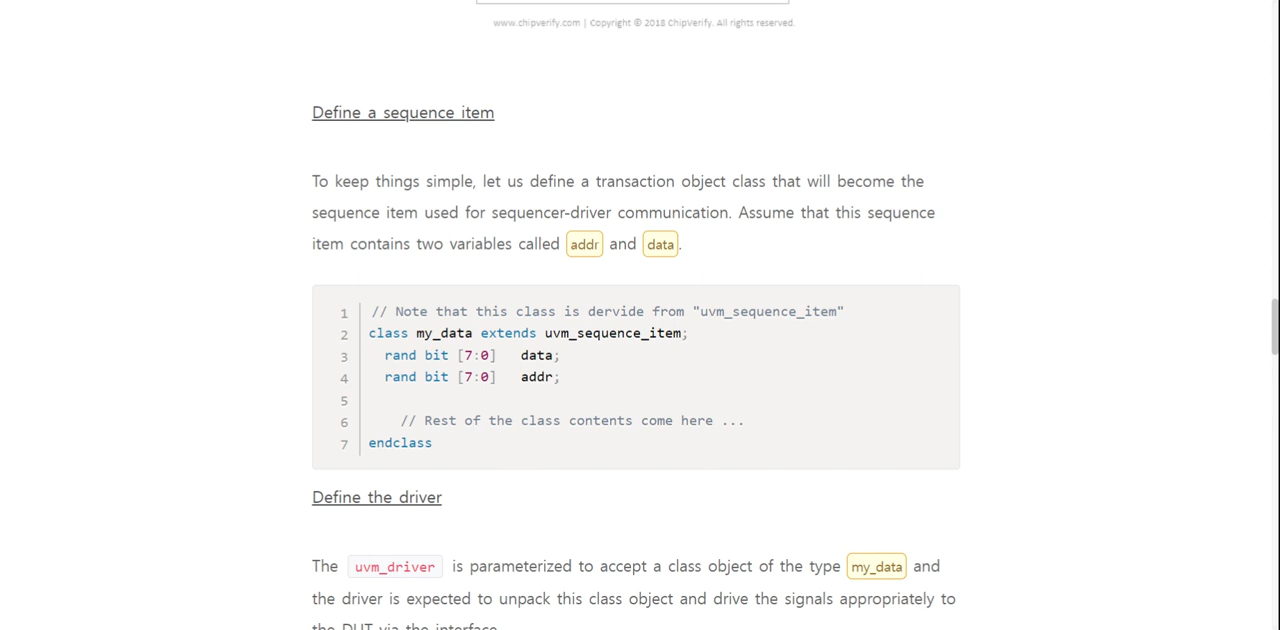 www.chipverify.com | Copyright © 2018 ChipVerify. All rights reserved.
Define a sequence item
To keep things simple, let us define a transaction object class that will become the
sequence item used for sequencer-driver communication. Assume that this sequence
item contains two variables called addr and data.
1 // Note that this class is dervide from "uvm_sequence_item"
2 class my_data extends uvm_sequence_item;
3 rand bit [7:0] data;
4 rand bit [7:0] addr;
5
6 // Rest of the class contents come here ...
7 endclass
Define the driver
The uvm_driver is parameterized to accept a class object of the type my_data and
the driver is expected to unpack this class object and drive the signals appropriately to
the DUT via the interface.